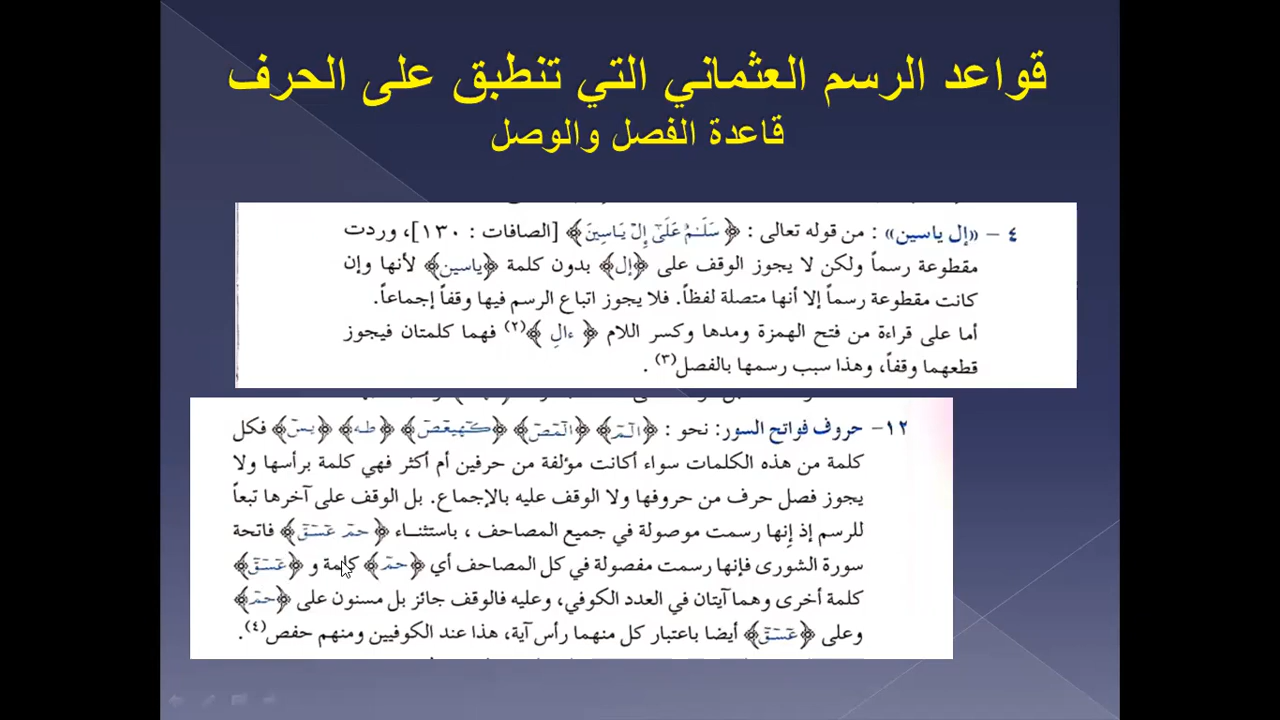 قواعد الرسم العثماني التي تنطبق على الحرف
قاعدة الفصل والوصل
٤ – «إل ياسين» : من قوله تعالى : ﴿سَلَـٰمٌ عَلَىٰٓ إِلْ يَاسِينَ﴾ [الصافات : ١٣٠]، وردت
مقطوعة رسماً ولكن لا يجوز الوقف على ﴿إل﴾ بدون كلمة ﴿ياسين﴾ لأنها وإن
كانت مقطوعة رسماً إلا أنها متصلة لفظاً. فلا يجوز اتباع الرسم فيها وقفاً إجماعاً.
أما على قراءة من فتح الهمزة ومدها وكسر اللام ﴿ ءالِ ﴾(٢) فهما كلمتان فيجوز
قطعهما وقفاً، وهذا سبب رسمها بالفصل(٣) .
١٢– حروف فواتح السور: نحو : ﴿الٓمٓ﴾ ﴿الٓمٓصٓ﴾ ﴿كٓهيعٓصٓ﴾ ﴿طه﴾ ﴿يسٓ﴾ فكل
كلمة من هذه الكلمات سواء أكانت مؤلفة من حرفين أم أكثر فهي كلمة برأسها ولا
يجوز فصل حرف من حروفها ولا الوقف عليه بالإجماع. بل الوقف على آخرها تبعاً
للرسم إذ إِنها رسمت موصولة في جميع المصاحف ، باستثنـاء ﴿حمٓ عٓسٓقٓ﴾ فاتحة
سورة الشورى فإنها رسمت مفصولة في كل المصاحف أي ﴿حمٓ﴾ كلمة و ﴿عٓسٓقٓ﴾
كلمة أخرى وهما آيتان في العدد الكوفي، وعليه فالوقف جائز بل مسنون على ﴿حمٓ﴾
وعلى ﴿عٓسٓقٓ﴾ أيضا باعتبار كل منهما رأس آية، هذا عند الكوفيين ومنهم حفص(٤).